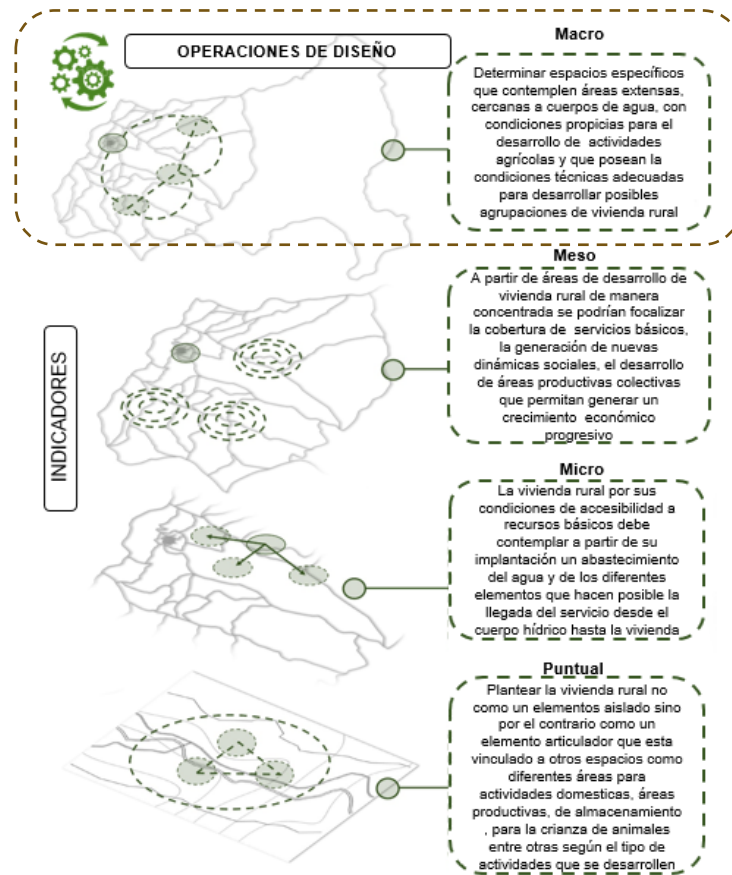 OPERACIONES DE DISEÑO
Macro
Determinar espacios específicos
que contemplen áreas extensas,
cercanas a cuerpos de agua, con
condiciones propicias para el
desarrollo de actividades
agrícolas y que posean la
condiciones técnicas adecuadas
para desarrollar posibles
agrupaciones de vivienda rural
INDICADORES
Meso
A partir de áreas de desarrollo de
vivienda rural de manera
concentrada se podrían focalizar
la cobertura de servicios básicos,
la generación de nuevas
dinámicas sociales, el desarrollo
de áreas productivas colectivas
que permitan generar un
crecimiento económico
progresivo
Micro
La vivienda rural por sus
condiciones de accesibilidad a
recursos básicos debe
contemplar a partir de su
implantación un abastecimiento
del agua y de los diferentes
elementos que hacen posible la
llegada del servicio desde el
cuerpo hídrico hasta la vivienda
Puntual
Plantear la vivienda rural no
como un elementos aislado sino
por el contrario como un
elemento articulador que esta
vinculado a otros espacios como
diferentes áreas para
actividades domesticas, áreas
productivas, de almacenamiento
, para la crianza de animales
entre otras según el tipo de
actividades que se desarrollen